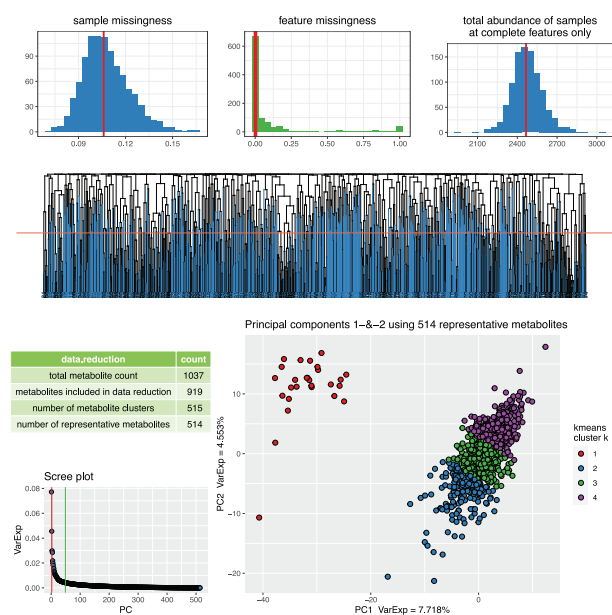 sample missingness
feature missingness
total abundance of samples
at complete features only
90
60
30
0
0.09
0.12
0.15
600
400
200
0
0.00
0.25
0.50
0.75
1.00
150
100
50
0
2100
2400
2700
3000
Principal components 1−&−2 using 514 representative metabolites
data.reduction count
total metabolite count 1037
metabolites included in data reduction 919
number of metabolite clusters 515
number of representative metabolites 514
Scree plot
VarExp
0.08
0.06
0.04
0.02
0.00
0
100
200
300
400
500
PC
PC2 VarExp = 4.553%
10
0
−10
−20
−40
−20
0
PC1 VarExp = 7.718%
kmeans
cluster k
1
2
3
4